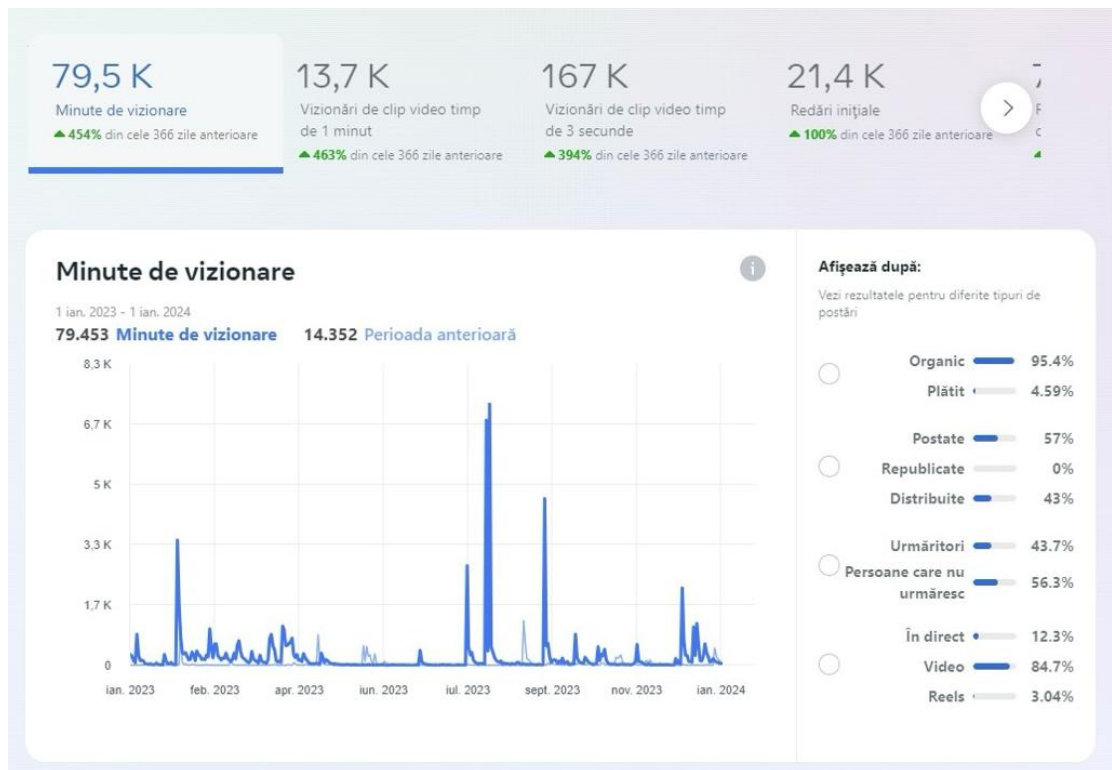 79,5 K
Minute de vizionare
454% din cele 366 zile anterioare
13,7 K
Vizionări de clip video timp
de 1 minut
463% din cele 366 zile anterioare
167 K
Vizionări de clip video timp
de 3 secunde
394% din cele 366 zile anterioare
21,4 K
Redări inițiale
100% din cele 366 zile anterioare
Minute de vizionare
i
1 ian. 2023 - 1 ian. 2024
79.453 Minute de vizionare 14.352 Perioada anterioară
8,3 K
6,7 K
5 K
3,3 K
1,7 K
0
ian. 2023 feb. 2023 apr. 2023 iun. 2023 iul. 2023 sept. 2023 nov. 2023 ian. 2024
Afișează după:
Vezi rezultatele pentru diferite tipuri de
postări
Organic 95.4%
Plătit 4.59%
Postate 57%
Republicate 0%
Distribuite 43%
Urmăritori 43.7%
Persoane care nu
urmăresc 56.3%
În direct 12.3%
Video 84.7%
Reels 3.04%